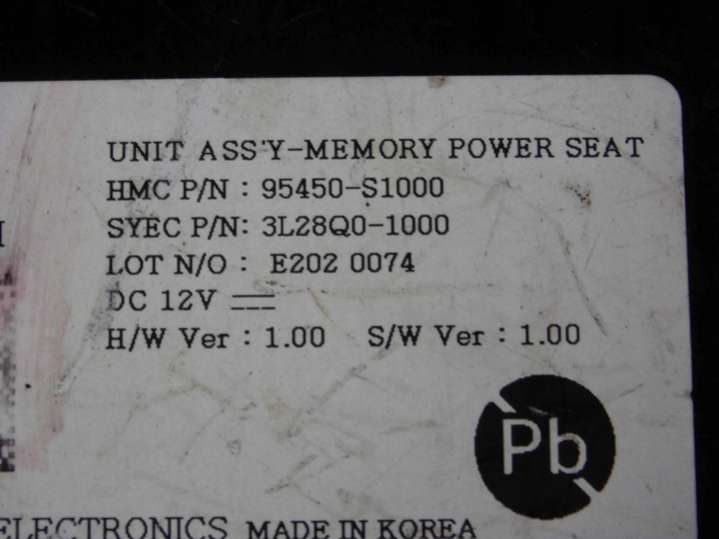 UNIT ASS'Y-MEMORY POWER SEAT
HMC P/N : 95450-S1000
SYEC P/N: 3L28Q0-1000
LOT N/O : E202 0074
DC 12V
H/W Ver : 1.00 S/W Ver : 1.00
Pb
ELECTRONICS MADE IN KOREA